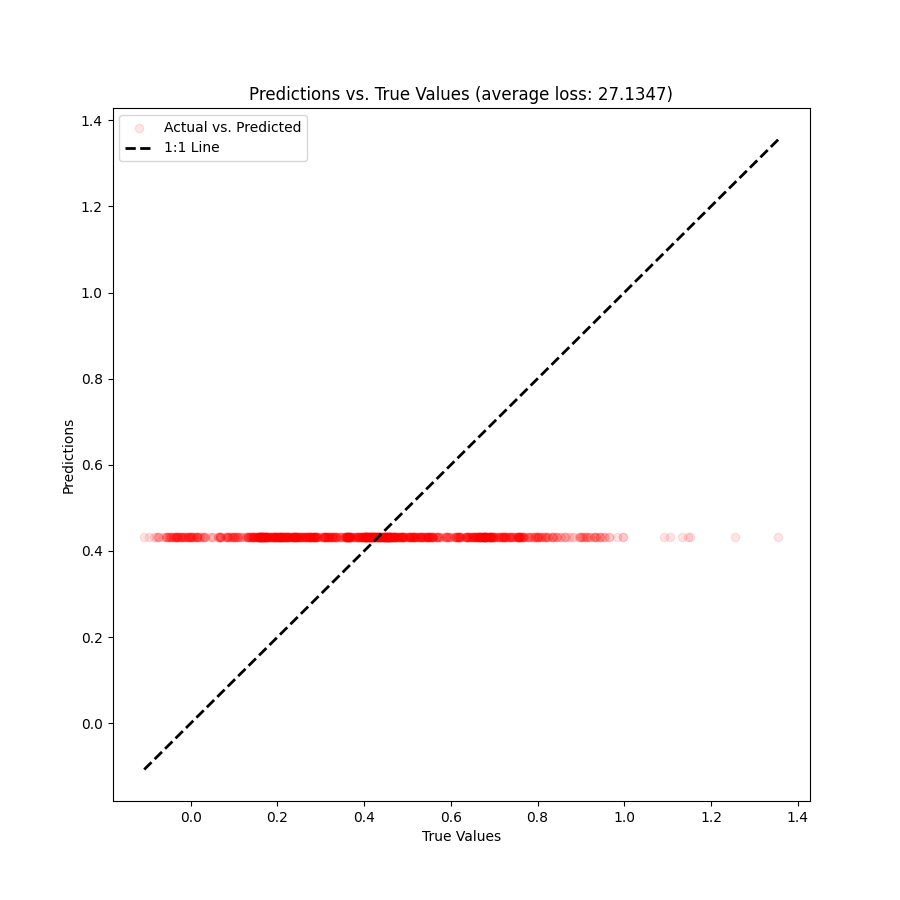 Predictions vs. True Values (average loss: 27.1347)
Actual vs. Predicted
1:1 Line
Predictions
1.4
1.2
1.0
0.8
0.6
0.4
0.2
0.0
0.0 0.2 0.4 0.6 0.8 1.0 1.2 1.4
True Values